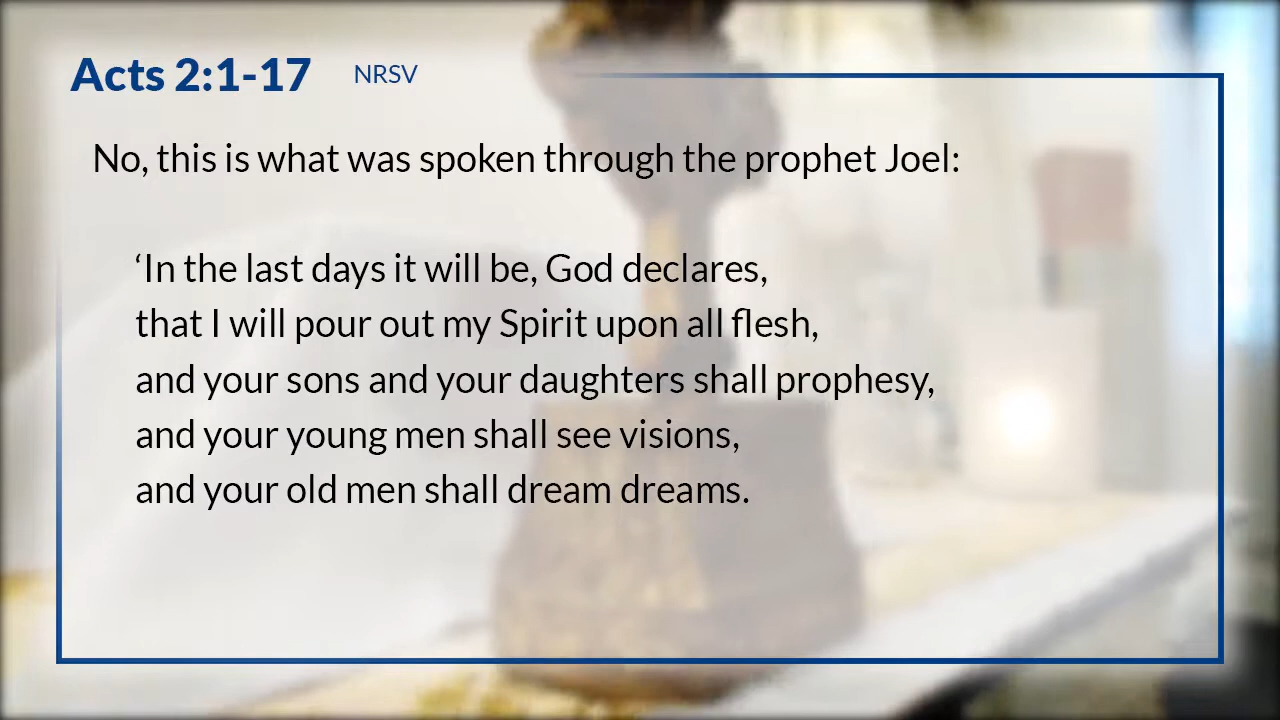 Acts 2:1-17 NRSV
No, this is what was spoken through the prophet Joel:
‘In the last days it will be, God declares,
that I will pour out my Spirit upon all flesh,
and your sons and your daughters shall prophesy,
and your young men shall see visions,
and your old men shall dream dreams.